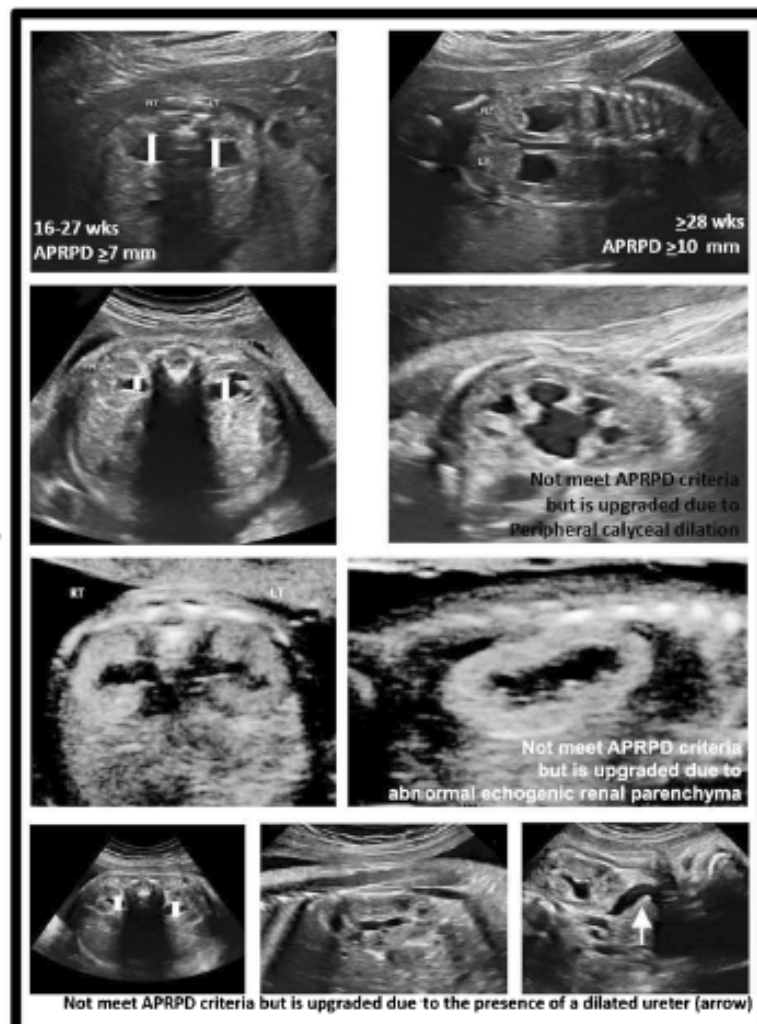 RT LT
16-27 wks
APRPD ≥7 mm
RT
LT
≥28 wks
APRPD ≥10 mm
Not meet APRPD criteria
but is upgraded due to
Peripheral calyceal dilation
RT LT
Not meet APRPD criteria
but is upgraded due to
abnormal echogenic renal parenchyma
Not meet APRPD criteria but is upgraded due to the presence of a dilated ureter (arrow)